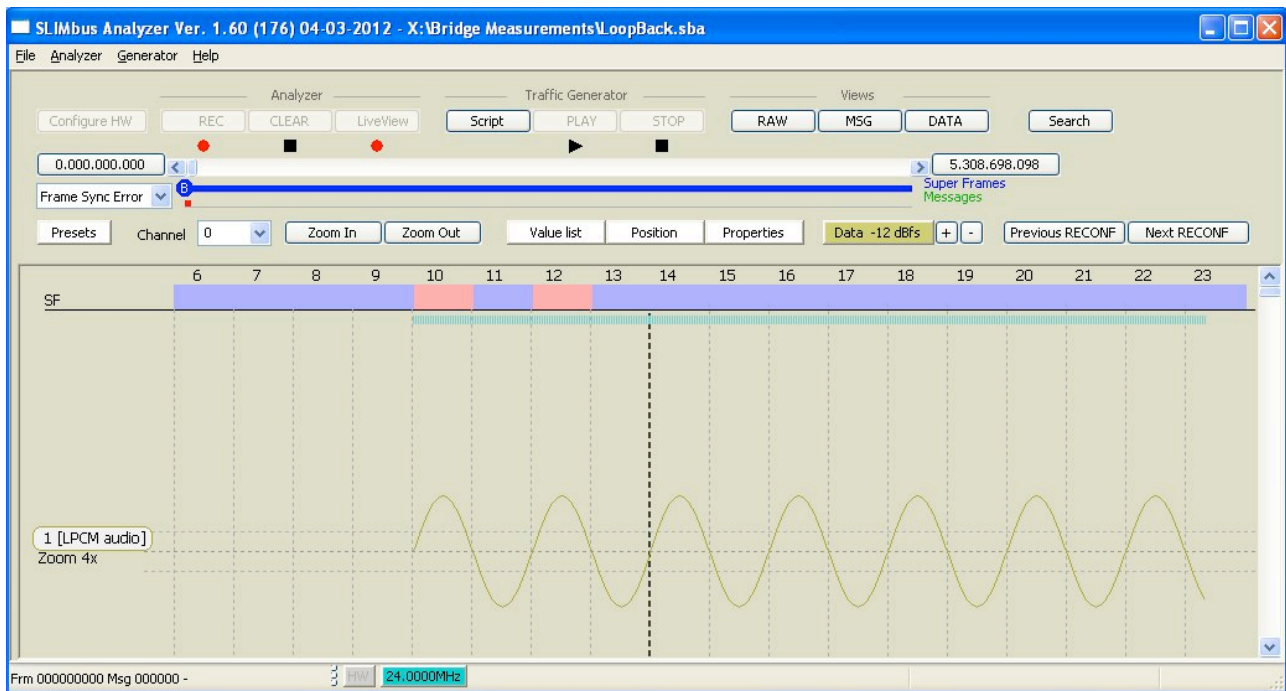 SLIMbus Analyzer Ver. 1.60 (176) 04-03-2012 - X:\Bridge Measurements\LoopBack.sba
File Analyzer Generator Help
Analyzer Traffic Generator Views
Configure HW REC CLEAR LiveView Script PLAY STOP RAW MSG DATA Search
0.000.000.000 5.308.698.098
Super Frames
Frame Sync Error B Messages
Presets Channel 0 Zoom In Zoom Out Value list Position Properties Data -12 dBfs + - Previous RECONF Next RECONF
6 7 8 9 10 11 12 13 14 15 16 17 18 19 20 21 22 23
SF
1 [LPCM audio]
Zoom 4x
Frm 000000000 Msg 000000 - HW 24.0000MHz